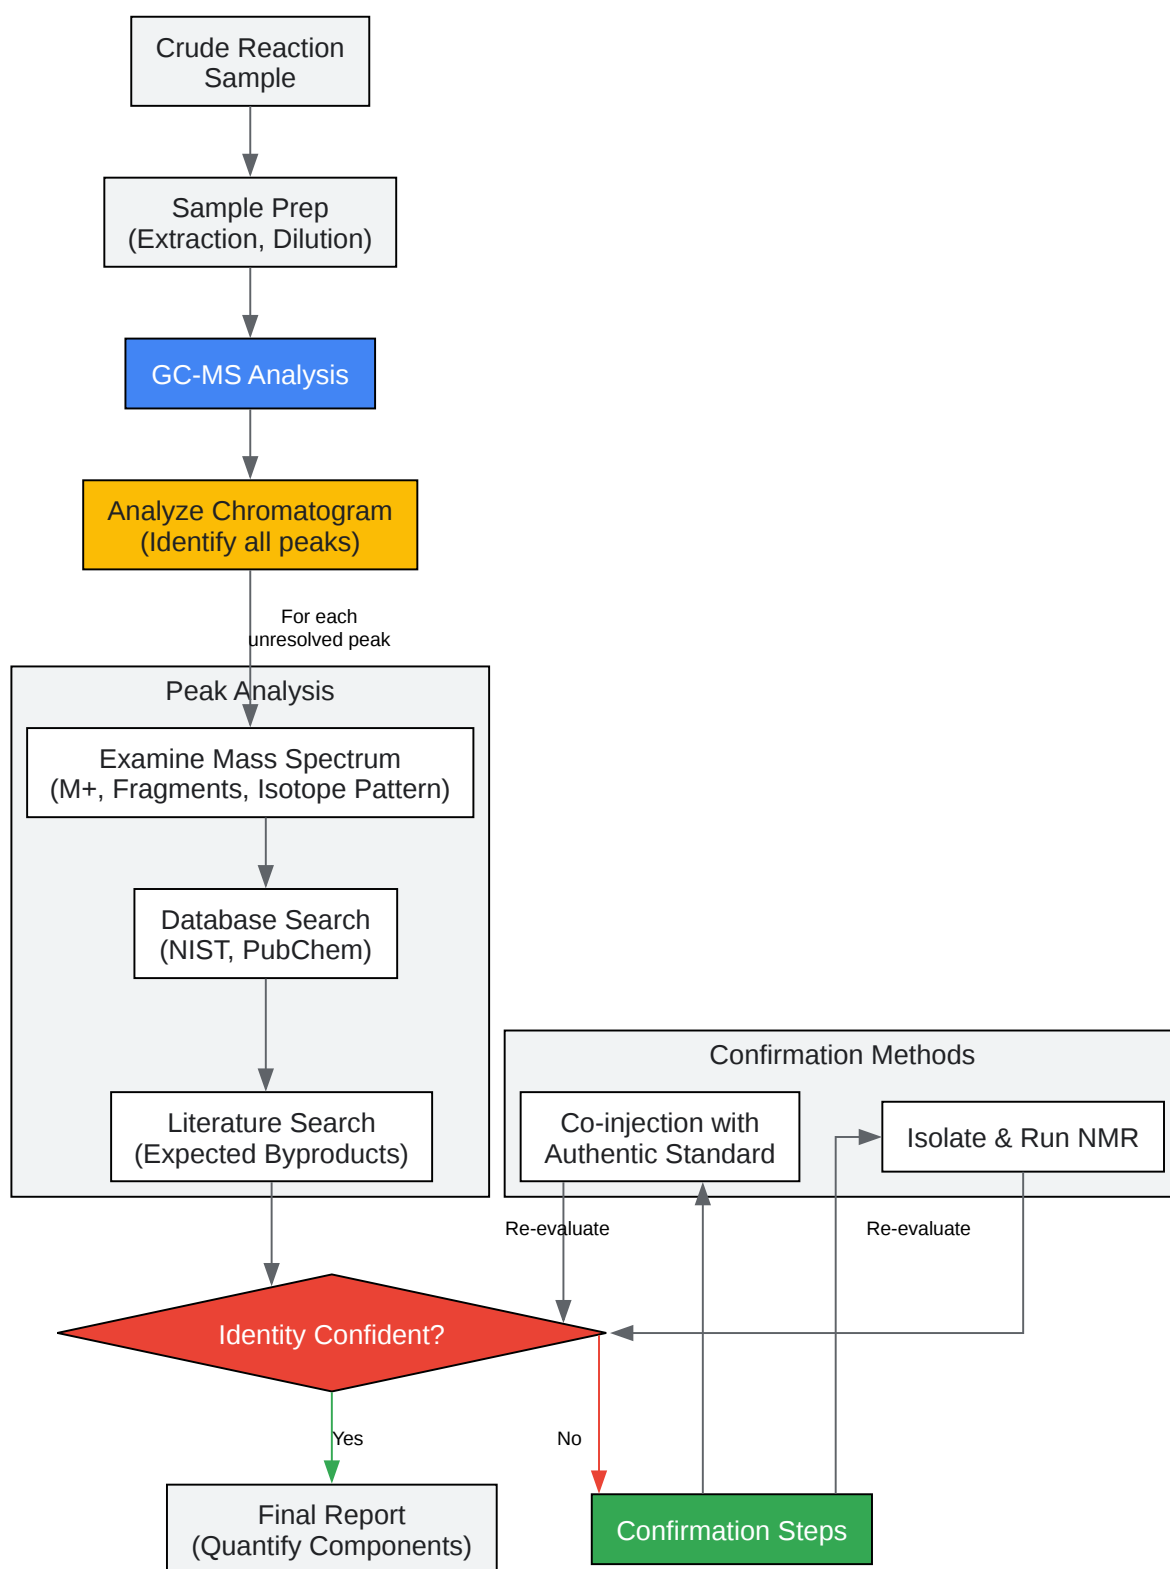 Crude Reaction
Sample
Sample Prep
(Extraction, Dilution)
GC-MS Analysis
Analyze Chromatogram
(Identify all peaks)
For each
unresolved peak
Peak Analysis
Examine Mass Spectrum
(M+, Fragments, Isotope Pattern)
Database Search
(NIST, PubChem)
Literature Search
(Expected Byproducts)
Confirmation Methods
Co-injection with
Authentic Standard
Isolate & Run NMR
Re-evaluate
Re-evaluate
Identity Confident?
Yes
No
Final Report
(Quantify Components)
Confirmation Steps